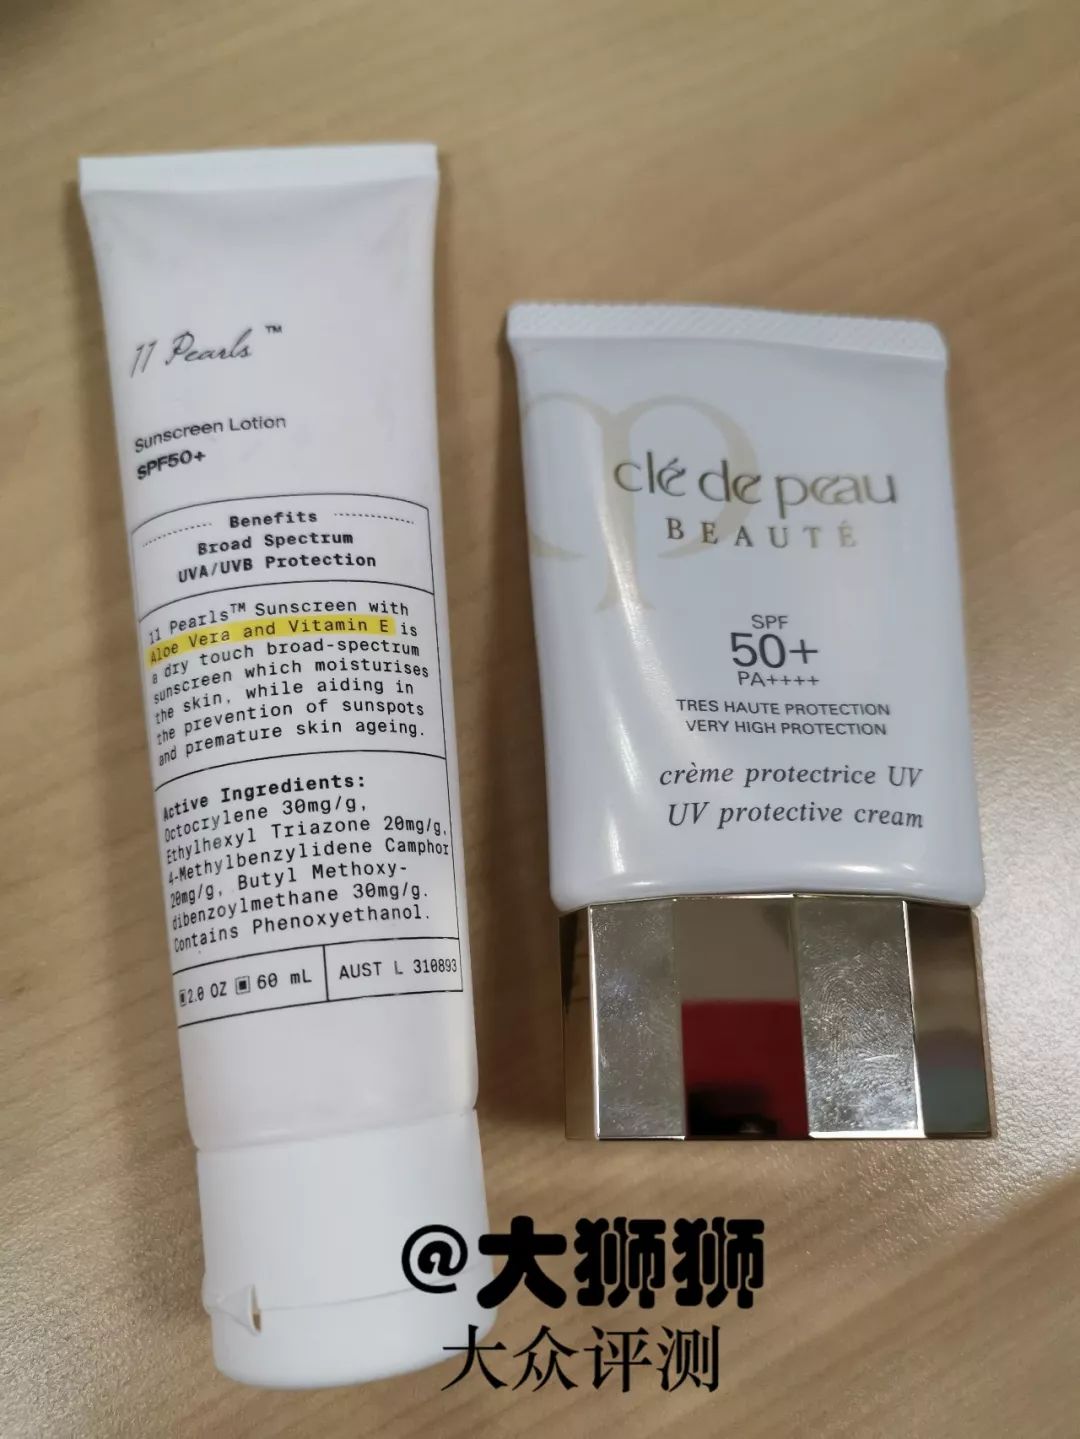 11 Pearls™
Sunscreen Lotion
SPF50+
Benefits
Broad Spectrum
UVA/UVB Protection
11 Pearls™ Sunscreen with
Aloe Vera and Vitamin E is
a dry touch broad-spectrum
sunscreen which moisturises
the skin, while aiding in
the prevention of sunspots
and premature skin ageing.
Active Ingredients:
Octocrylene 30mg/g,
Ethylhexyl Triazone 20mg/g,
4-Methylbenzylidene Camphor
20mg/g, Butyl Methoxy-
dibenzoylmethane 30mg/g.
Contains Phenoxyethanol.
2.0 OZ 60 mL
AUST L 310893
clé de peau
BEAUTÉ
SPF
50+
PA++++
TRES HAUTE PROTECTION
VERY HIGH PROTECTION
crème protectrice UV
UV protective cream
@大狮狮
大众评测